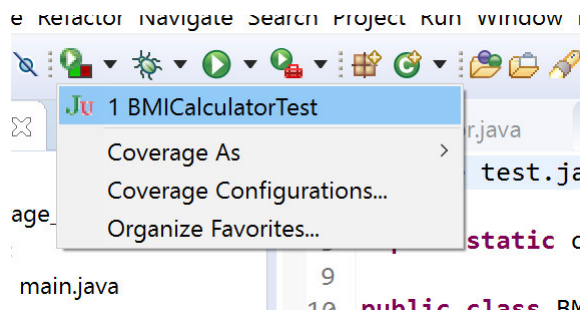 e Refactor Navigate Search Project Run Window
Ju 1 BMICalculatorTest
r.java
Coverage As
test.ja
Coverage Configurations...
age_
Organize Favorites...
static
9
main.java
10 public class BM